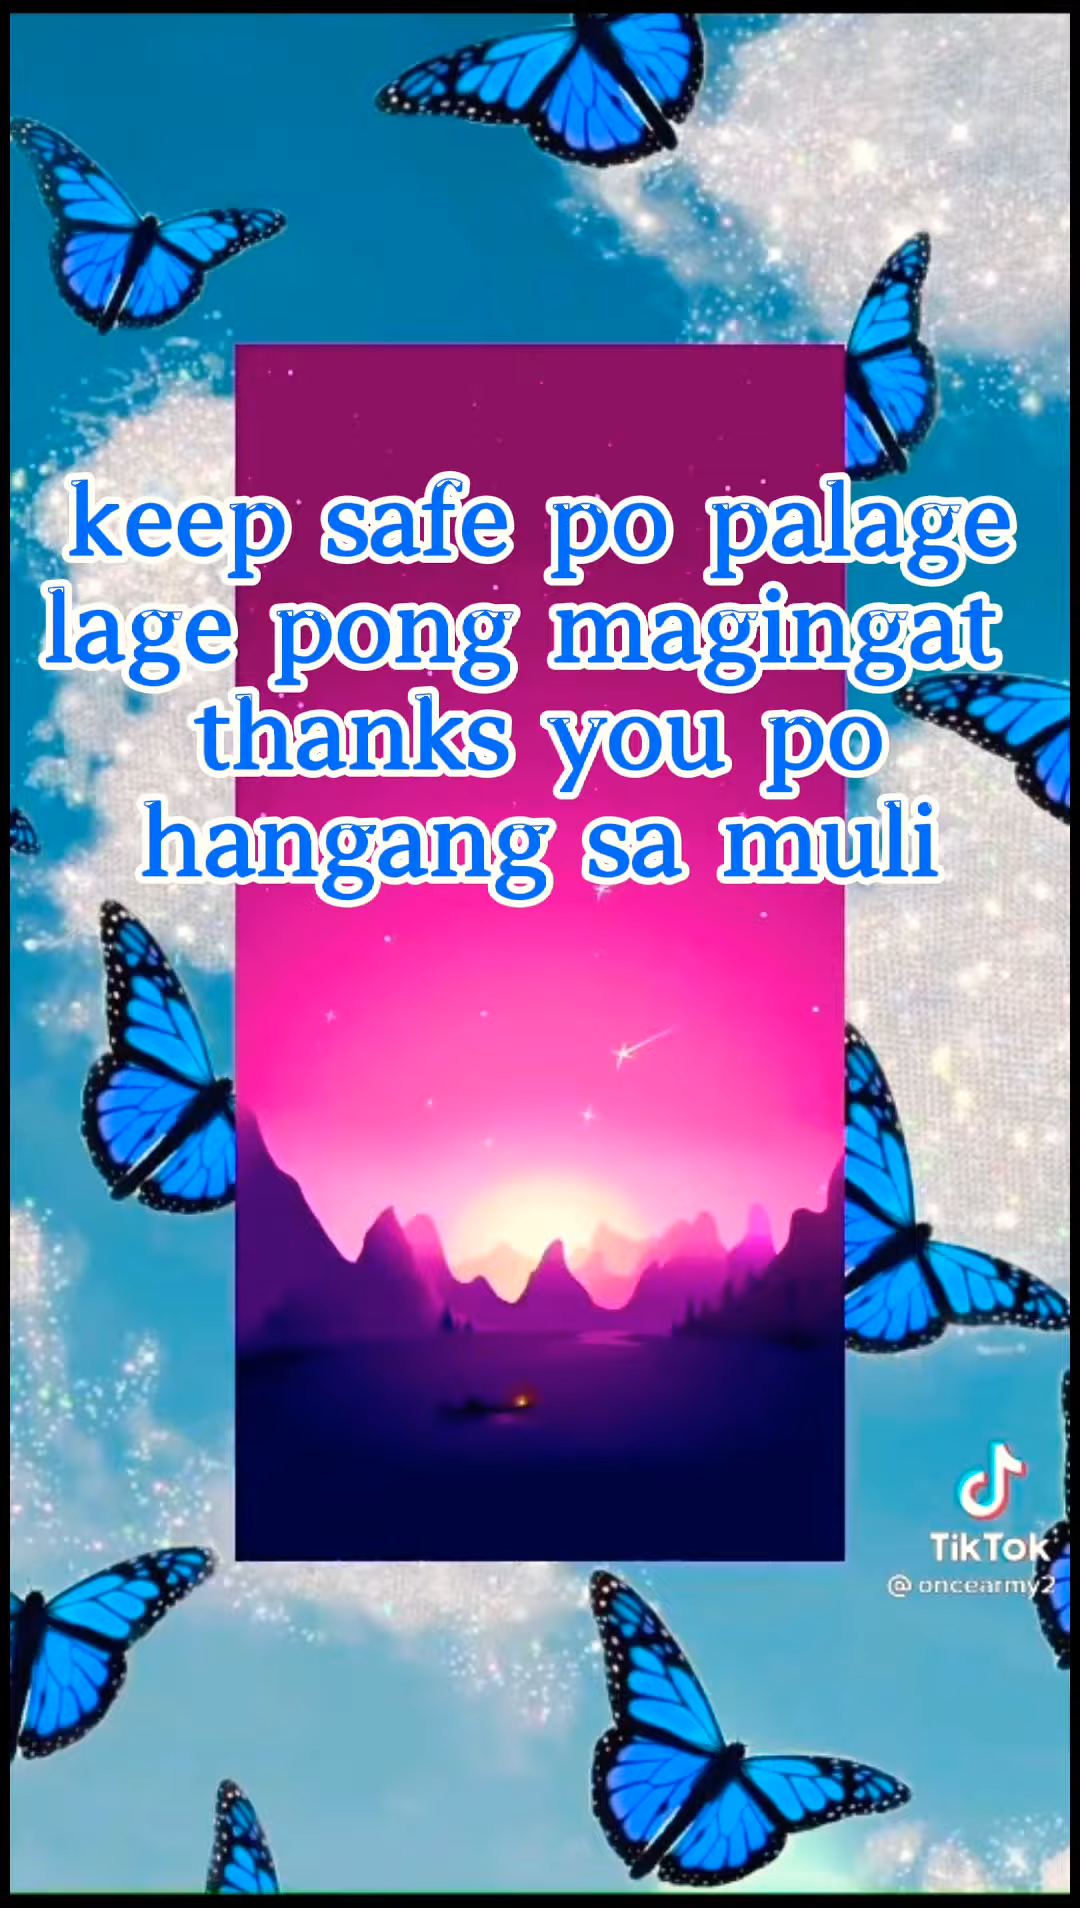 keep safe po palage
lage pong magingat
thanks you po
hangang sa muli
TikTok
@oncearmy2